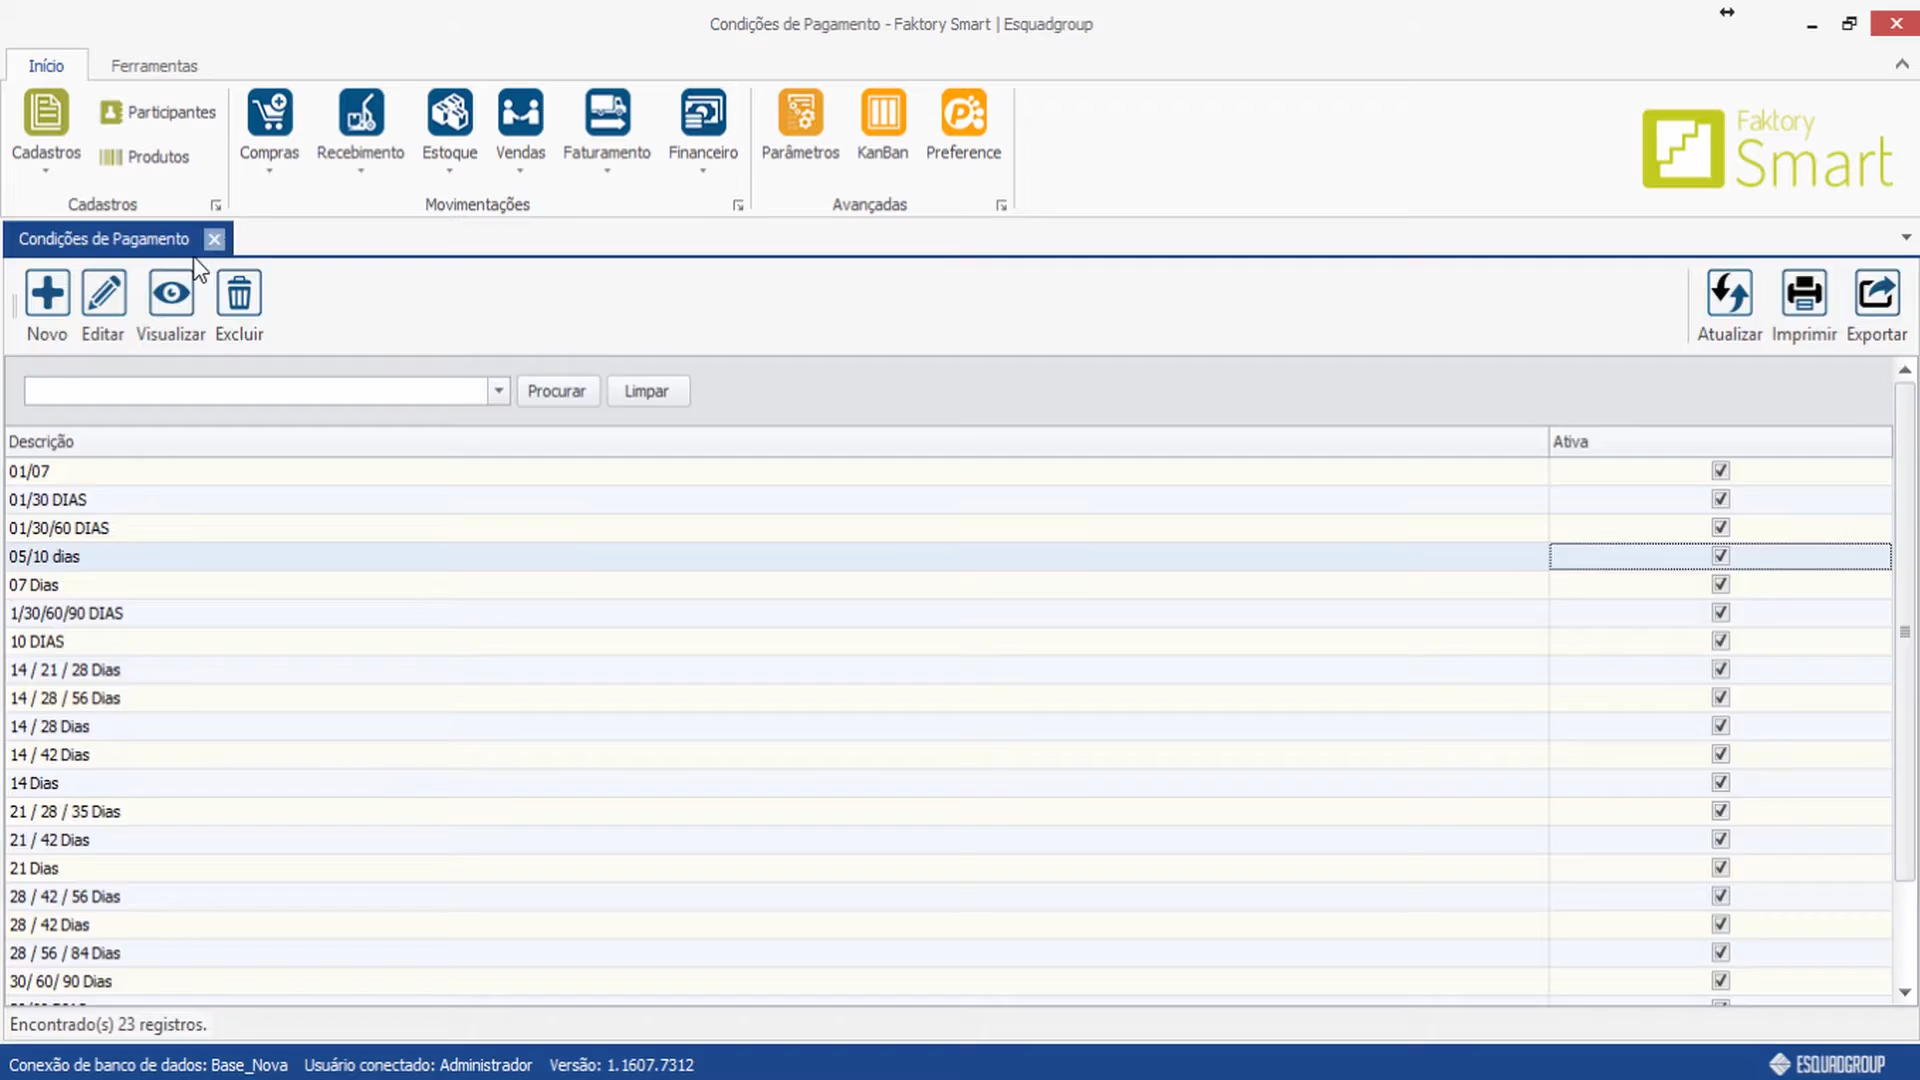 Condições de Pagamento - Faktory Smart | Esquadgroup
Início Ferramentas
Cadastros Participantes Produtos Compras Recebimento Estoque Vendas Faturamento Financeiro Parâmetros KanBan Preference
Cadastros Movimentações Avançadas
Faktory
Smart
Condições de Pagamento
Novo Editar Visualizar Excluir Atualizar Imprimir Exportar
Procurar Limpar
Descrição Ativa
01/07
01/30 DIAS
01/30/60 DIAS
05/10 dias
07 Dias
1/30/60/90 DIAS
10 DIAS
14 / 21 / 28 Dias
14 / 28 / 56 Dias
14 / 28 Dias
14 / 42 Dias
14 Dias
21 / 28 / 35 Dias
21 / 42 Dias
21 Dias
28 / 42 / 56 Dias
28 / 42 Dias
28 / 56 / 84 Dias
30/ 60/ 90 Dias
Encontrado(s) 23 registros.
Conexão de banco de dados: Base_Nova Usuário conectado: Administrador Versão: 1.1607.7312 ESQUADGROUP